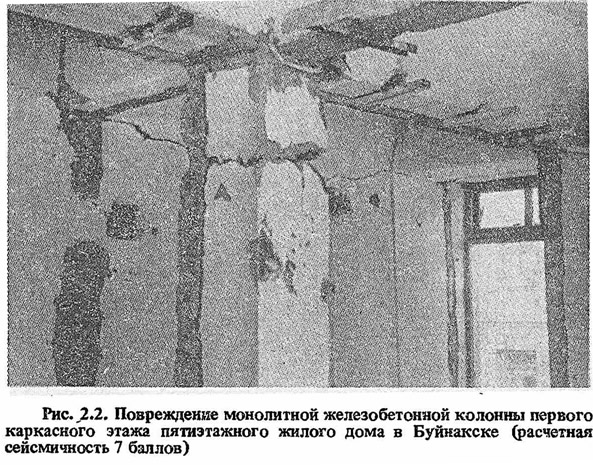 Рис. 2.2. Повреждение монолитной железобетонной колонны первого
каркасного этажа пятиэтажного жилого дома в Буйнакске (расчетная
сейсмичность 7 баллов)